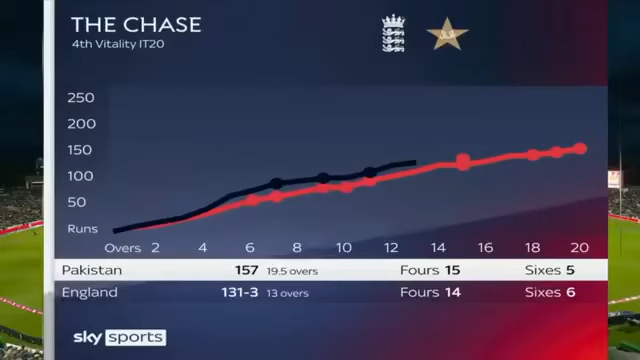 THE CHASE
4th Vitality IT20
250
200
150
100
50
Runs
Overs 2 4 6 8 10 12 14 16 18 20
Pakistan 157 19.5 overs Fours 15 Sixes 5
England 131-3 13 overs Fours 14 Sixes 6
sky sports